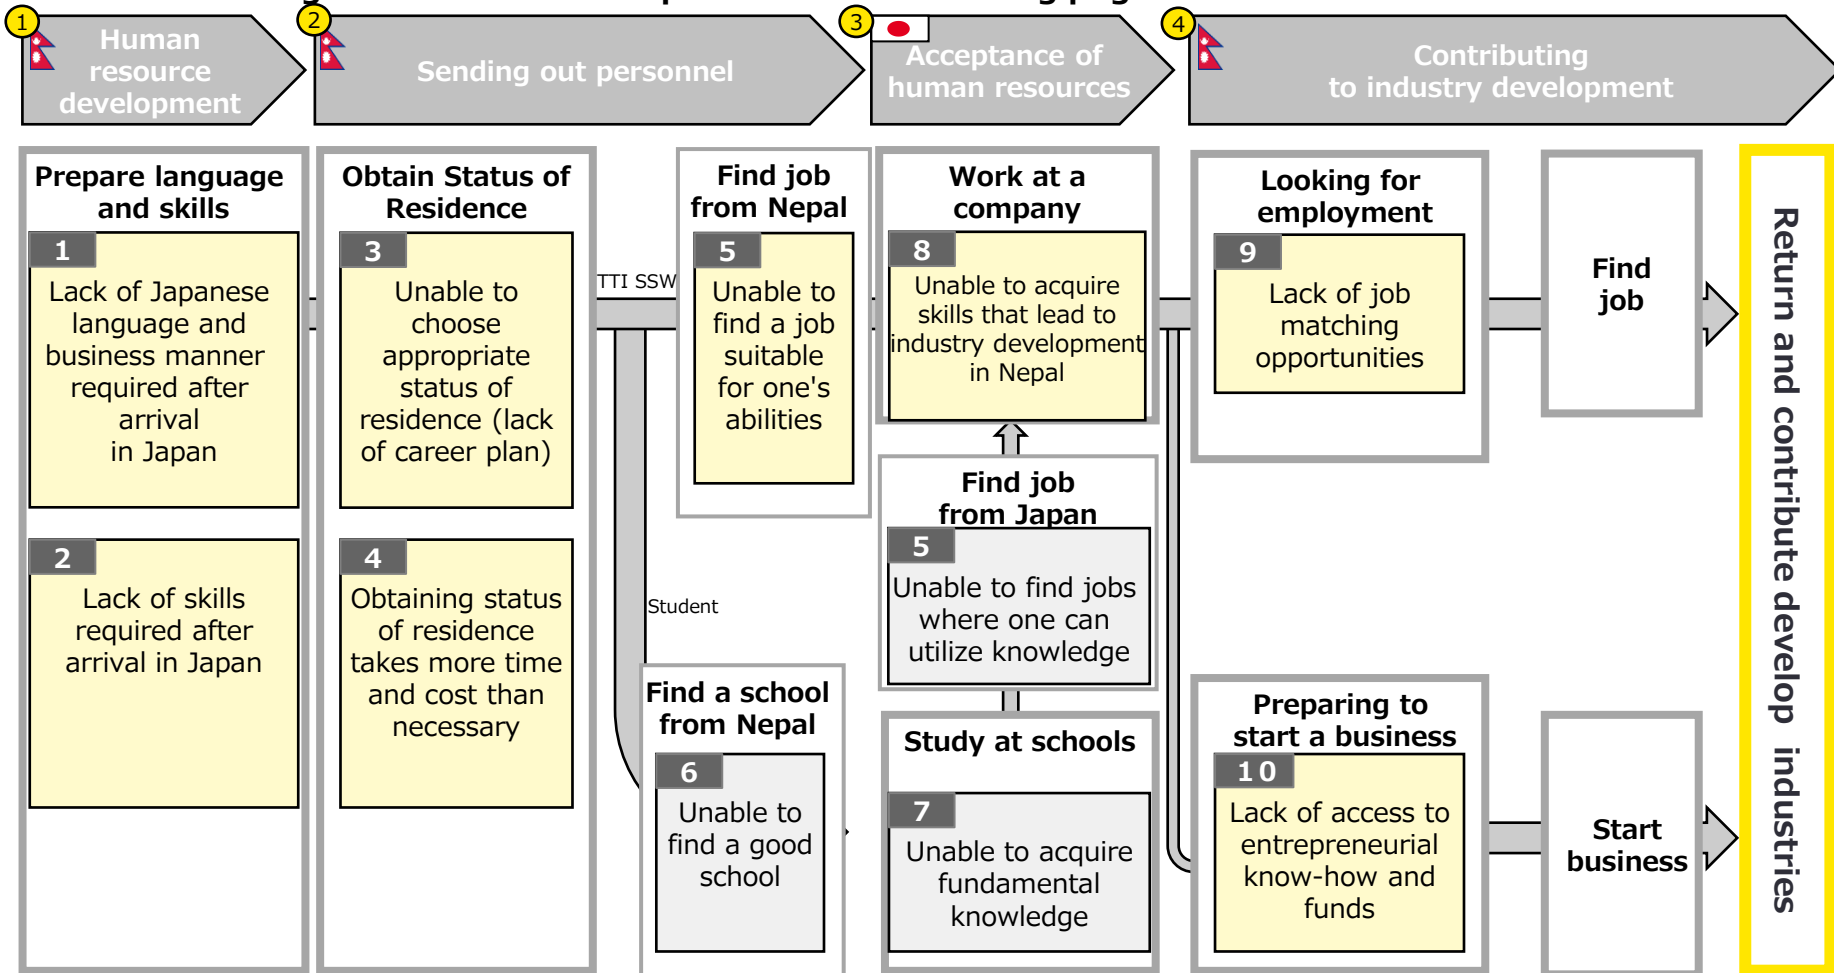 1
Human
resource
development
2
Sending out personnel
3
Acceptance of
human resources
4
Contributing
to industry development
Prepare language
and skills
1
Lack of Japanese
language and
business manner
required after
arrival
in Japan
2
Lack of skills
required after
arrival in Japan
Obtain Status of
Residence
3
Unable to
choose
appropriate
status of
residence (lack
of career plan)
4
Obtaining status
of residence
takes more time
and cost than
necessary
TTI SSW
Student
Find job
from Nepal
5
Unable to
find a job
suitable
for one's
abilities
Find a school
from Nepal
6
Unable to
find a good
school
Work at a
company
8
Unable to acquire
skills that lead to
industry development
in Nepal
Find job
from Japan
5
Unable to find jobs
where one can
utilize knowledge
Study at schools
7
Unable to acquire
fundamental
knowledge
Looking for
employment
9
Lack of job
matching
opportunities
Preparing to
start a business
10
Lack of access to
entrepreneurial
know-how and
funds
Find
job
Start
business
Return and contribute develop industries